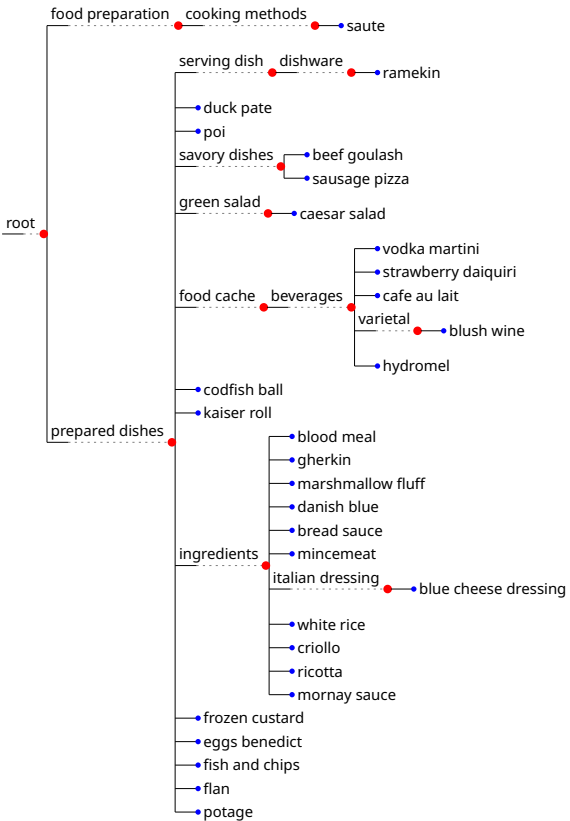 food preparation
cooking methods
saute
serving dish
dishware
ramekin
duck pate
poi
savory dishes
beef goulash
sausage pizza
green salad
caesar salad
root
vodka martini
strawberry daiquiri
food cache
beverages
cafe au lait
varietal
blush wine
hydromel
codfish ball
kaiser roll
prepared dishes
blood meal
gherkin
marshmallow fluff
danish blue
bread sauce
ingredients
mincemeat
italian dressing
blue cheese dressing
white rice
criollo
ricotta
mornay sauce
frozen custard
eggs benedict
fish and chips
flan
potage